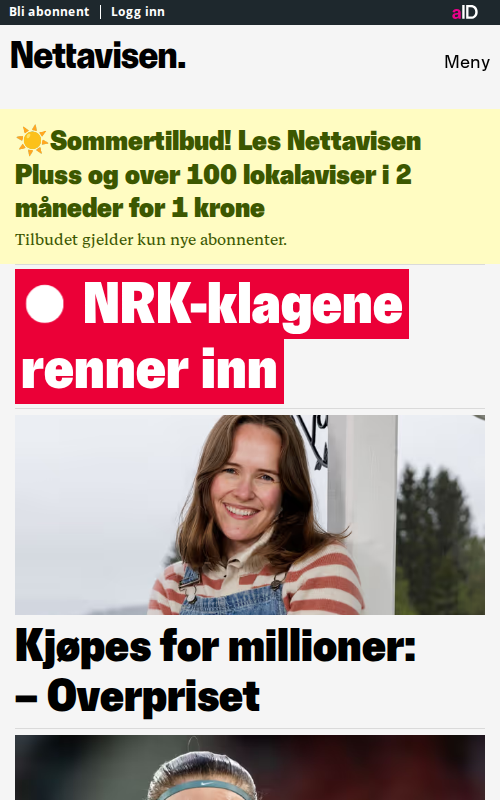 Bli abonnent
Logg inn
aID
Nettavisen.
Meny
☀️Sommertilbud! Les Nettavisen
Pluss og over 100 lokalaviser i 2
måneder for 1 krone
Tilbudet gjelder kun nye abonnenter.
NRK-klagene
renner inn
Kjøpes for millioner:
– Overpriset